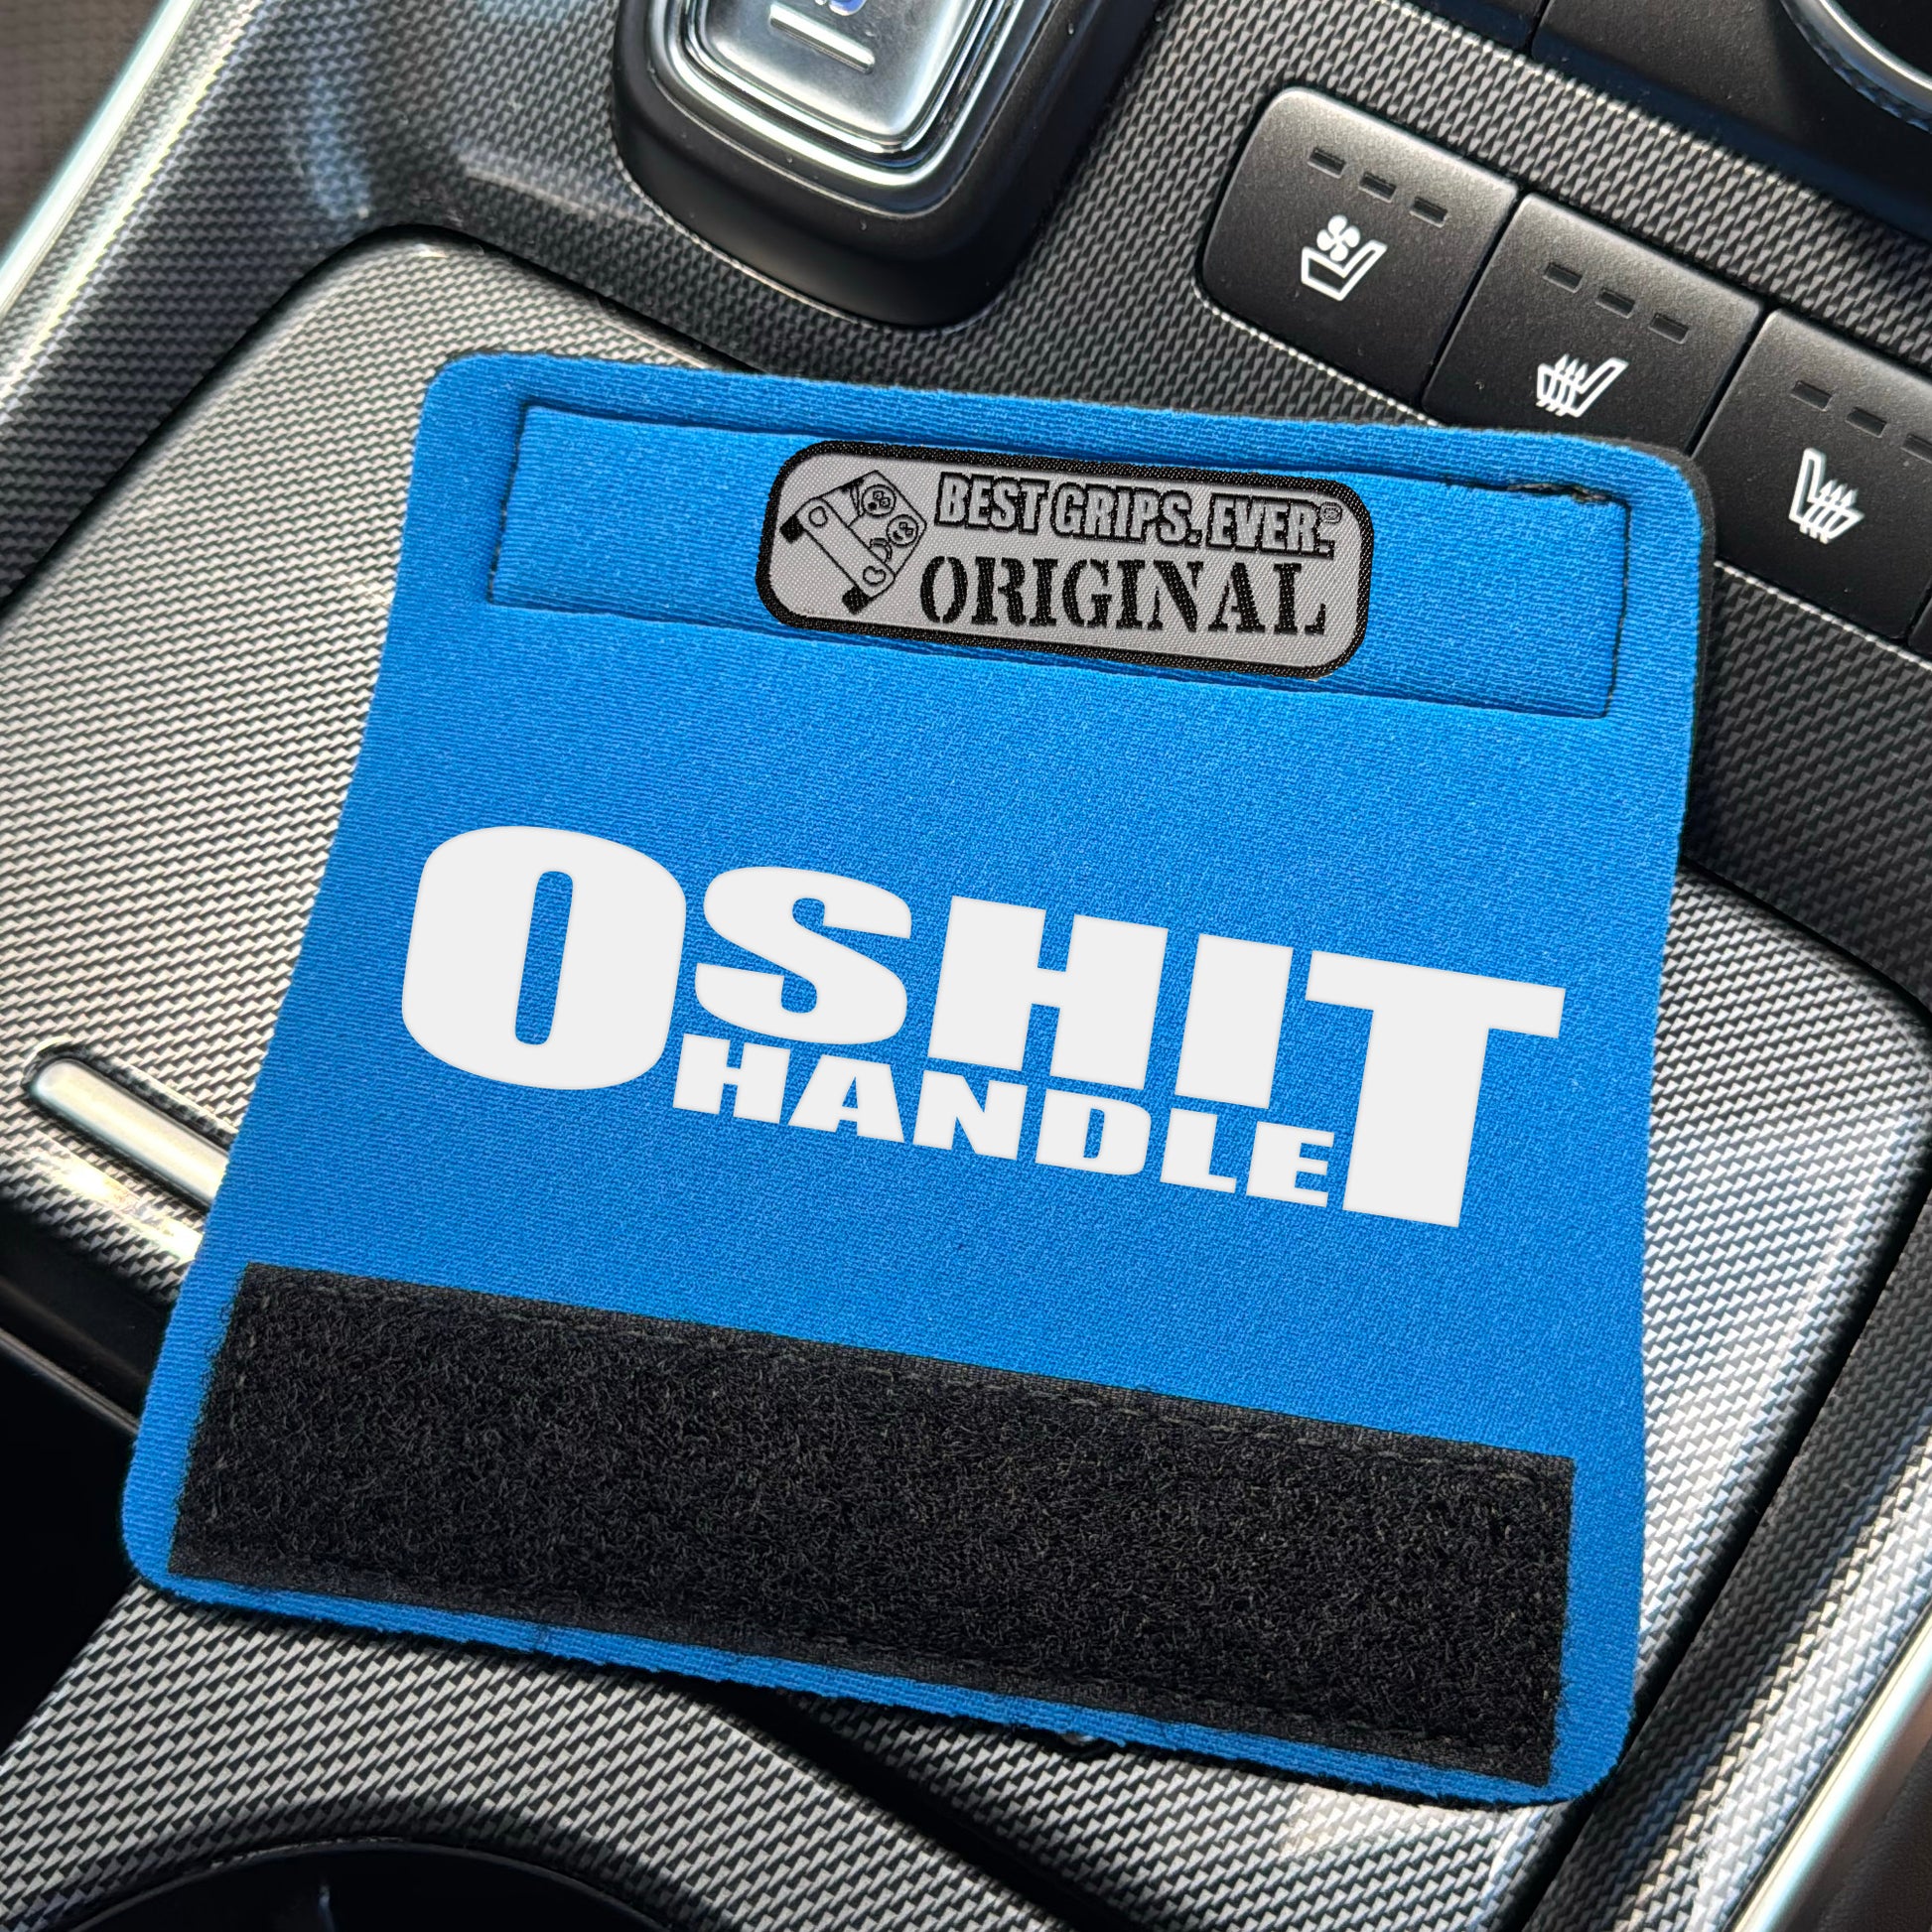 BEST GRIPS. EVER.®
ORIGINAL
OSHIT
HANDLE